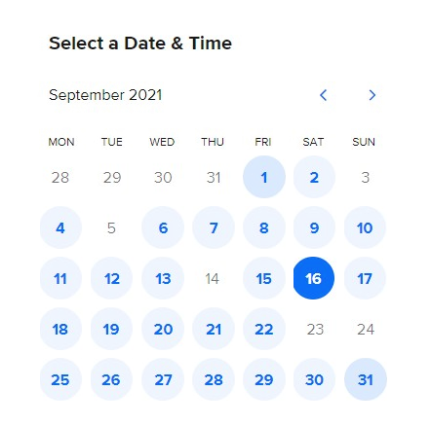 Select a Date & Time
September 2021
MON TUE WED THU FRI SAT SUN
28 29 30 31 1 2 3
4 5 6 7 8 9 10
11 12 13 14 15 16 17
18 19 20 21 22 23 24
25 26 27 28 29 30 31